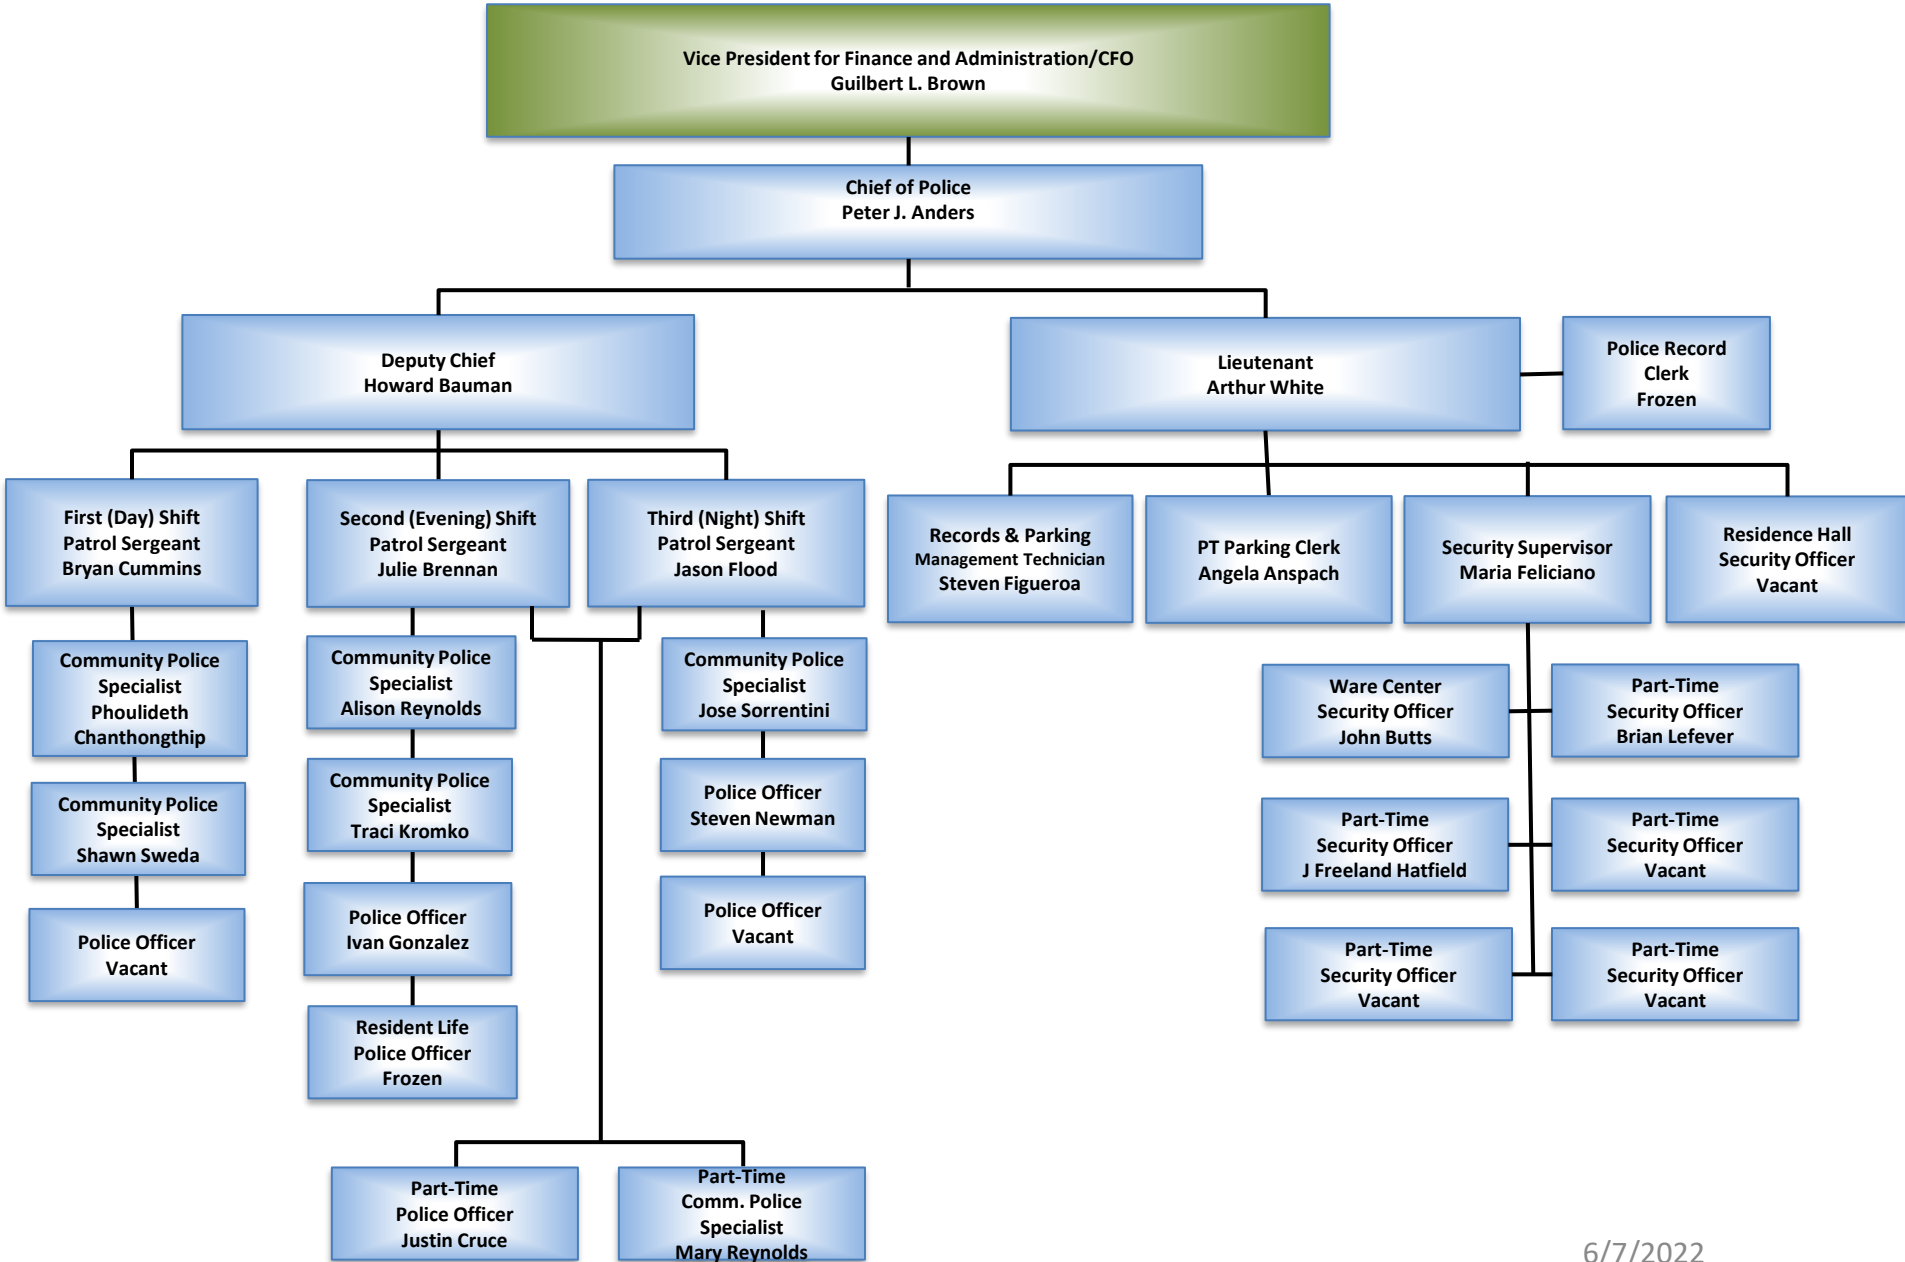 Vice President for Finance and Administration/CFO
Guilbert L. Brown
Chief of Police
Peter J. Anders
Deputy Chief
Howard Bauman
Lieutenant
Arthur White
Police Record
Clerk
Frozen
First (Day) Shift
Patrol Sergeant
Bryan Cummins
Second (Evening) Shift
Patrol Sergeant
Julie Brennan
Third (Night) Shift
Patrol Sergeant
Jason Flood
Records & Parking
Management Technician
Steven Figueroa
PT Parking Clerk
Angela Anspach
Security Supervisor
Maria Feliciano
Residence Hall
Security Officer
Vacant
Community Police
Specialist
Phoulideth
Chanthongthip
Community Police
Specialist
Alison Reynolds
Community Police
Specialist
Jose Sorrentini
Ware Center
Security Officer
John Butts
Part-Time
Security Officer
Brian Lefever
Community Police
Specialist
Shawn Sweda
Community Police
Specialist
Traci Kromko
Police Officer
Steven Newman
Part-Time
Security Officer
J Freeland Hatfield
Part-Time
Security Officer
Vacant
Police Officer
Vacant
Police Officer
Ivan Gonzalez
Police Officer
Vacant
Part-Time
Security Officer
Vacant
Part-Time
Security Officer
Vacant
Resident Life
Police Officer
Frozen
Part-Time
Police Officer
Justin Cruce
Part-Time
Comm. Police
Specialist
Mary Reynolds
6/7/2022